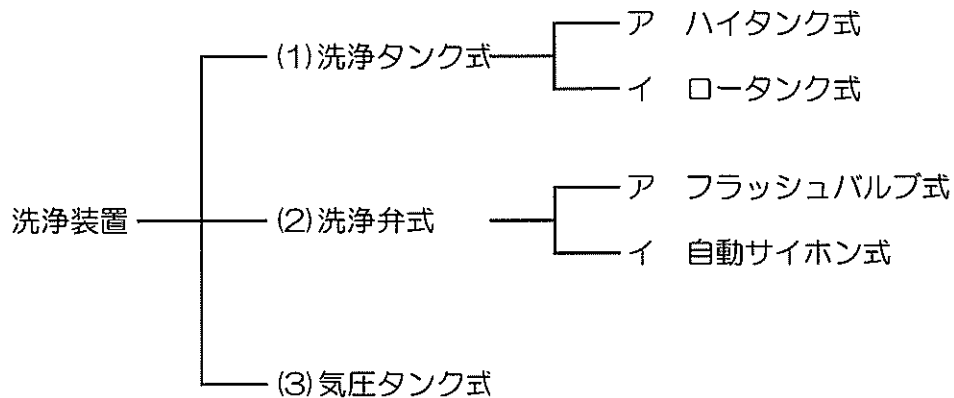 ア ハイタンク式
(1)洗浄タンク式
イ ロータンク式
ア フラッシュバルブ式
洗浄装置
(2)洗浄弁式
イ 自動サイホン式
(3)気圧タンク式